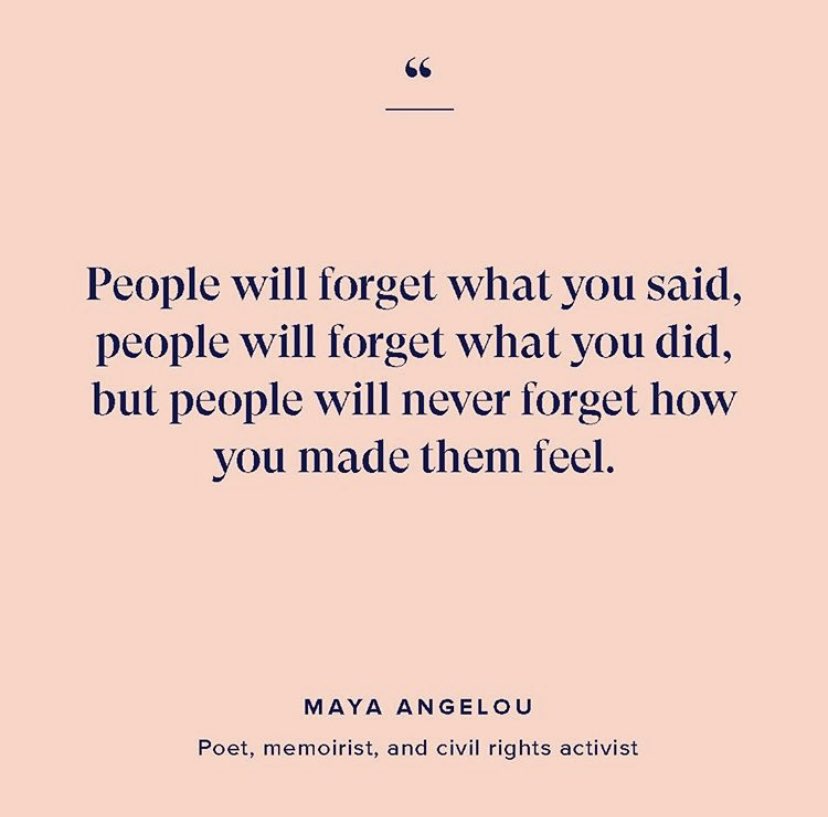 “
People will forget what you said,
people will forget what you did,
but people will never forget how
you made them feel.
MAYA ANGELOU
Poet, memoirist, and civil rights activist